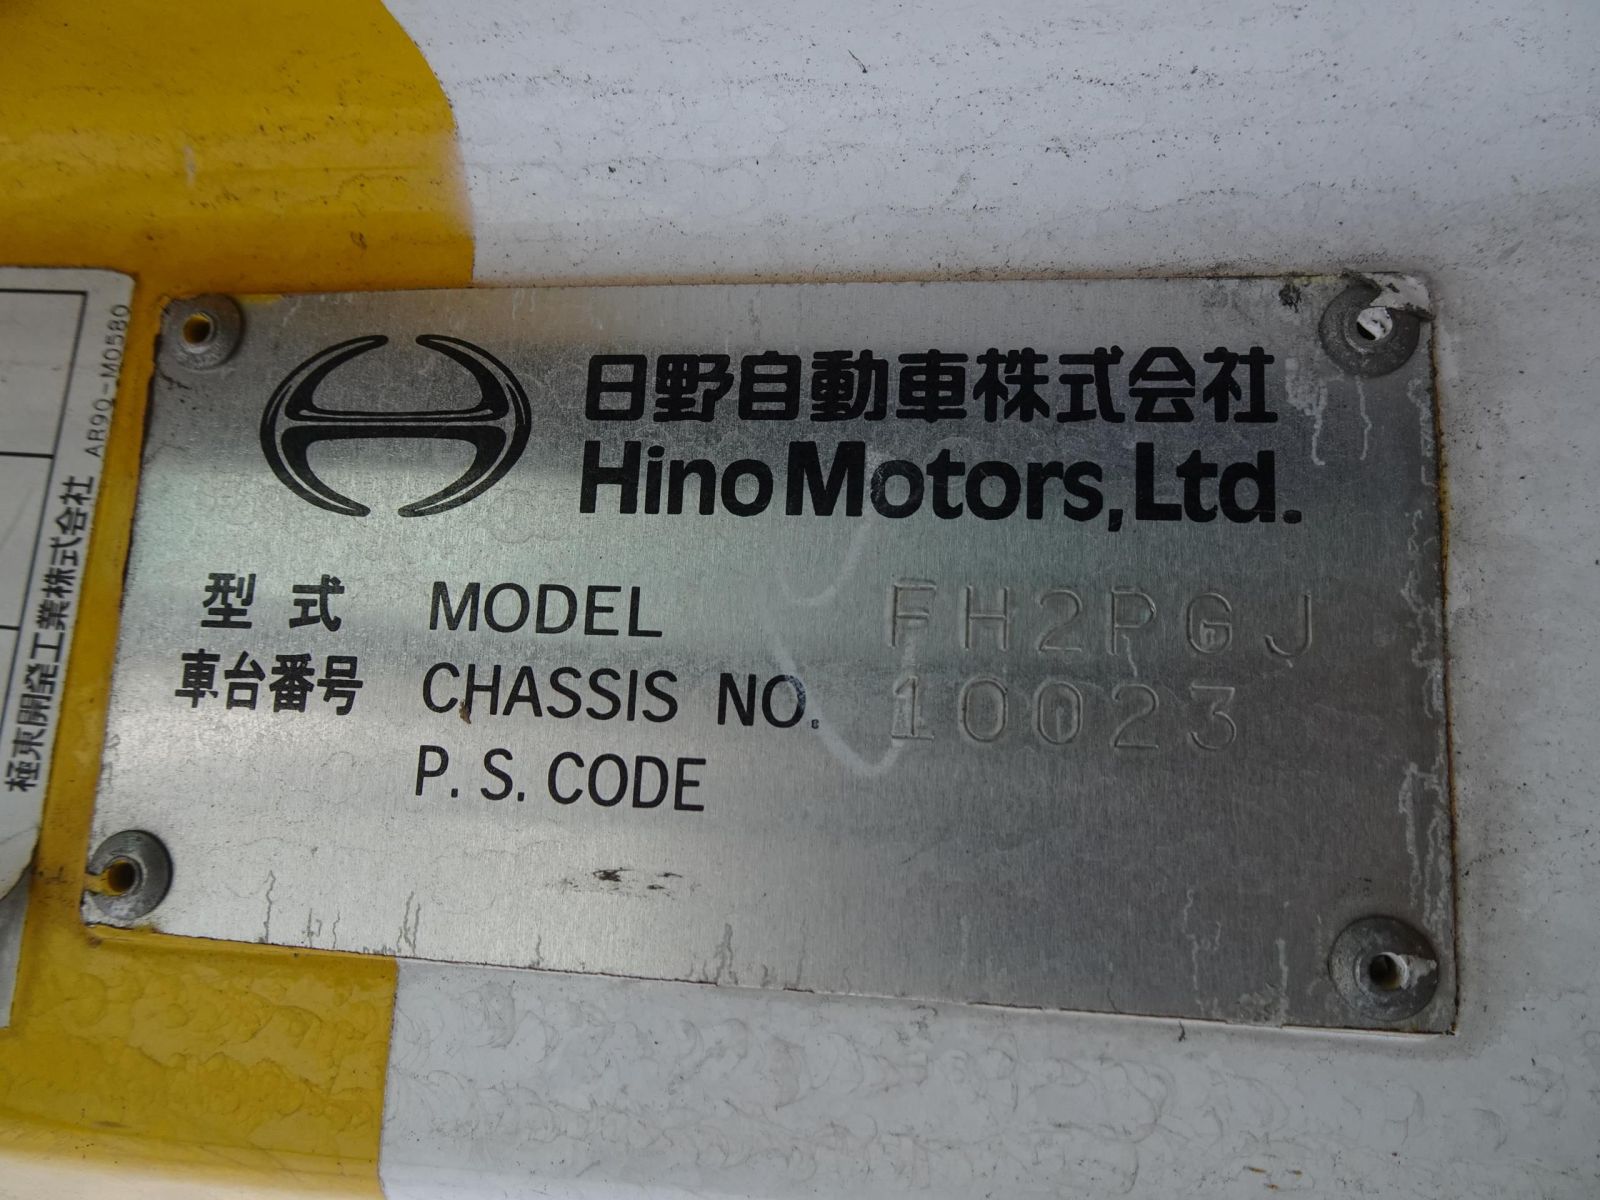 日野自動車株式会社
Hino Motors, Ltd.
型式 MODEL FH2PGJ
車台番号 CHASSIS NO. 10023
P. S. CODE
極東開発工業株式会社 AR90-M0580